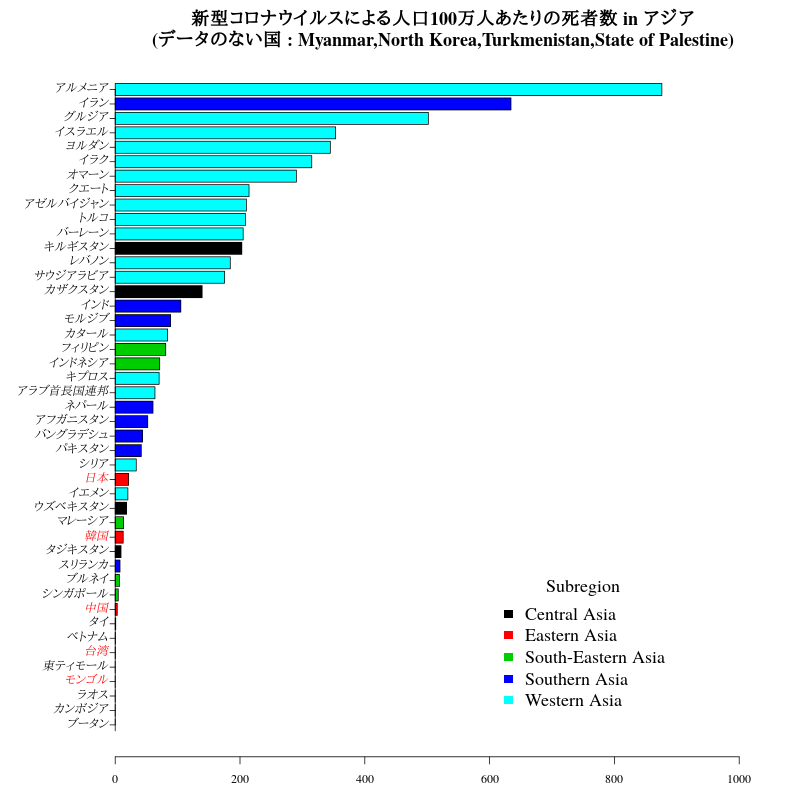 新型コロナウイルスによる人口100万人あたりの死者数 in アジア
(データのない国 : Myanmar,North Korea,Turkmenistan,State of Palestine)
アルメニア
イラン
グルジア
イスラエル
ヨルダン
イラク
オマーン
クエート
アゼルバイジャン
トルコ
バーレーン
キルギスタン
レバノン
サウジアラビア
カザクスタン
インド
モルジブ
カタール
フィリピン
インドネシア
キプロス
アラブ首長国連邦
ネパール
アフガニスタン
バングラデシュ
パキスタン
シリア
日本
イエメン
ウズベキスタン
マレーシア
韓国
タジキスタン
スリランカ
ブルネイ
シンガポール
中国
タイ
ベトナム
台湾
東ティモール
モンゴル
ラオス
カンボジア
ブータン
Subregion
Central Asia
Eastern Asia
South-Eastern Asia
Southern Asia
Western Asia
0 200 400 600 800 1000